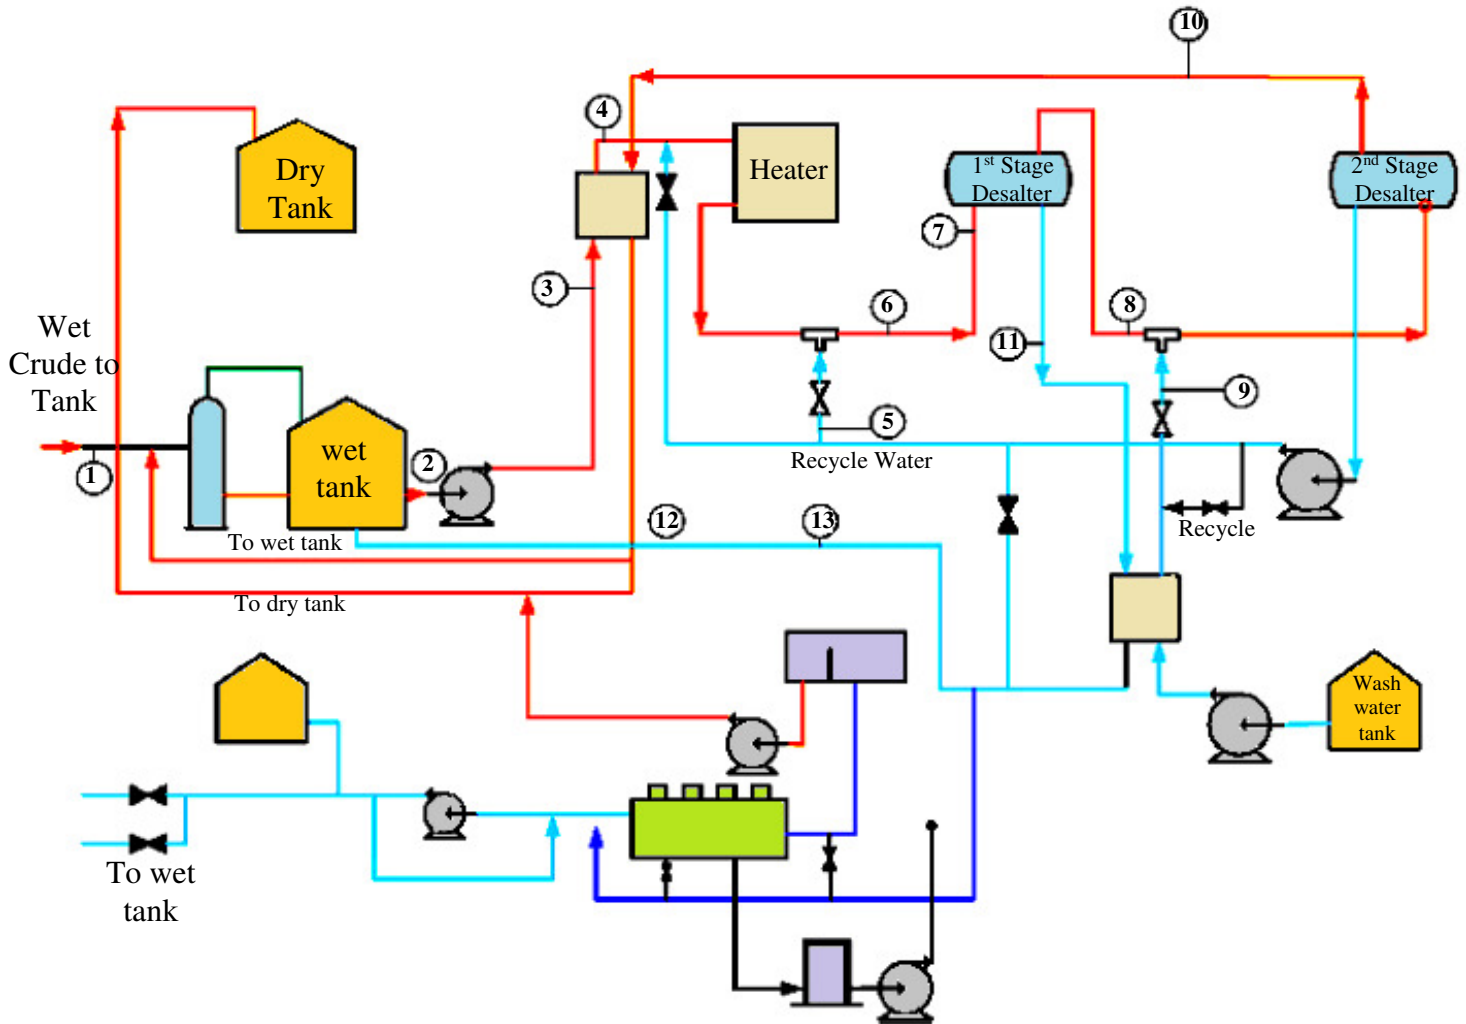 10
4
Dry
Tank
Heater
1st Stage
Desalter
2nd Stage
Desalter
7
3
6
8
11
Wet
Crude to
Tank
9
5
wet
tank
2
1
Recycle Water
12
13
Recycle
To wet tank
To dry tank
Wash
water
tank
To wet
tank